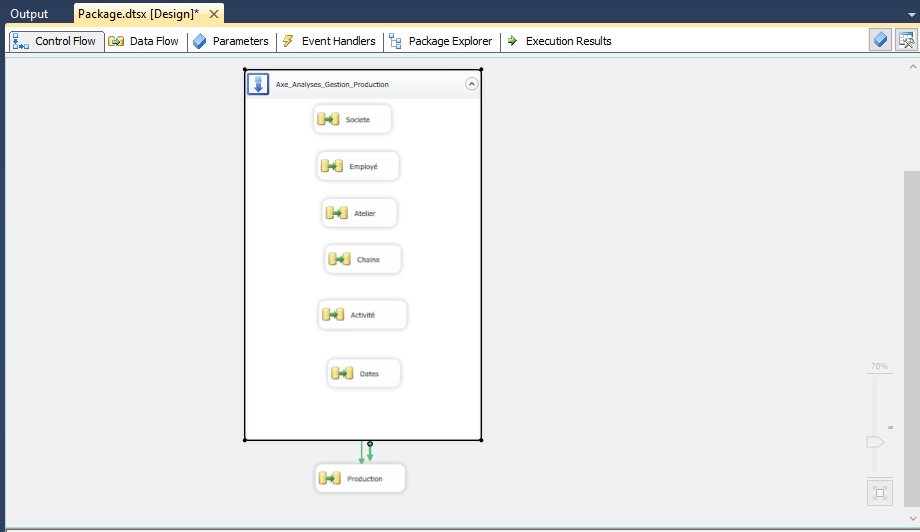 Output
Package.dtsx [Design]*
Control Flow
Data Flow
Parameters
Event Handlers
Package Explorer
Execution Results
Axe_Analyses_Gestion_Production
Societe
Employé
Atelier
Chaine
Activité
Dates
70%
Production